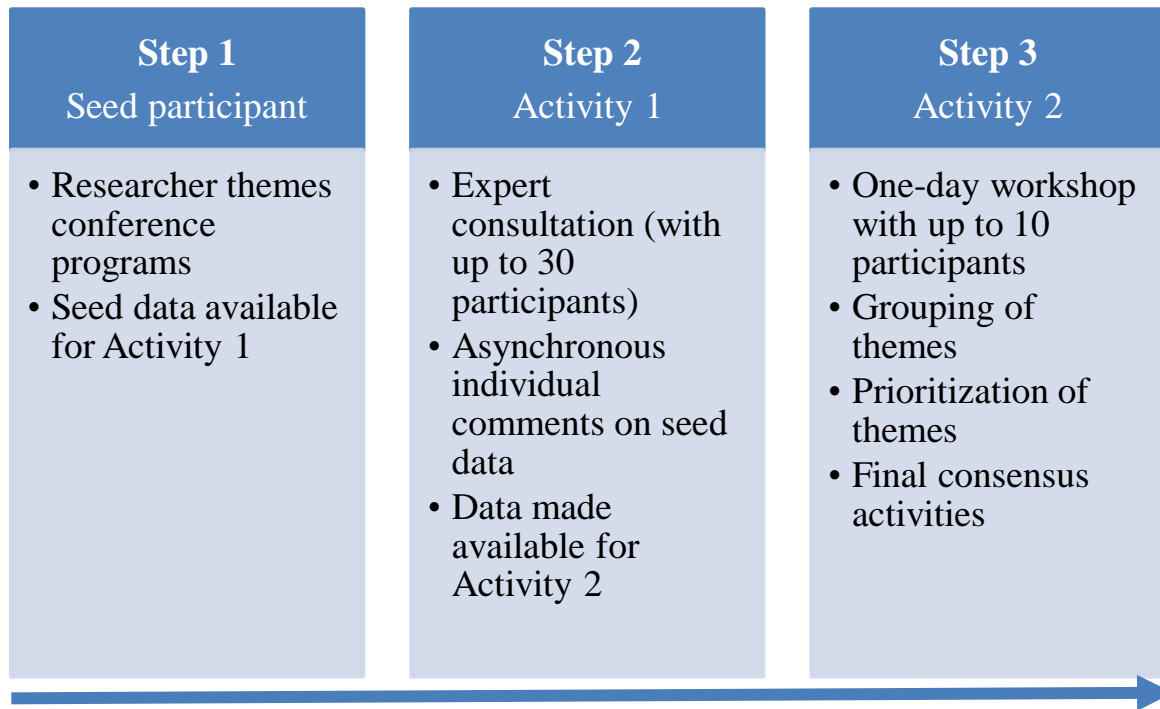 Step 1
Seed participant
• Researcher themes
conference
programs
• Seed data available
for Activity 1
Step 2
Activity 1
• Expert
consultation (with
up to 30
participants)
• Asynchronous
individual
comments on seed
data
• Data made
available for
Activity 2
Step 3
Activity 2
• One-day workshop
with up to 10
participants
• Grouping of
themes
• Prioritization of
themes
• Final consensus
activities